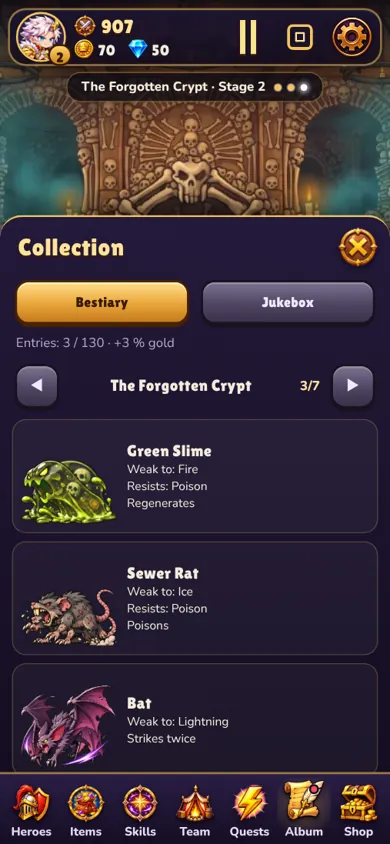 907
2
70
50
The Forgotten Crypt · Stage 2
Collection
Bestiary
Jukebox
Entries: 3 / 130 · +3 % gold
The Forgotten Crypt
3/7
Green Slime
Weak to: Fire
Resists: Poison
Regenerates
Sewer Rat
Weak to: Ice
Resists: Poison
Poisons
Bat
Weak to: Lightning
Strikes twice
Heroes
Items
Skills
Team
Quests
Album
Shop